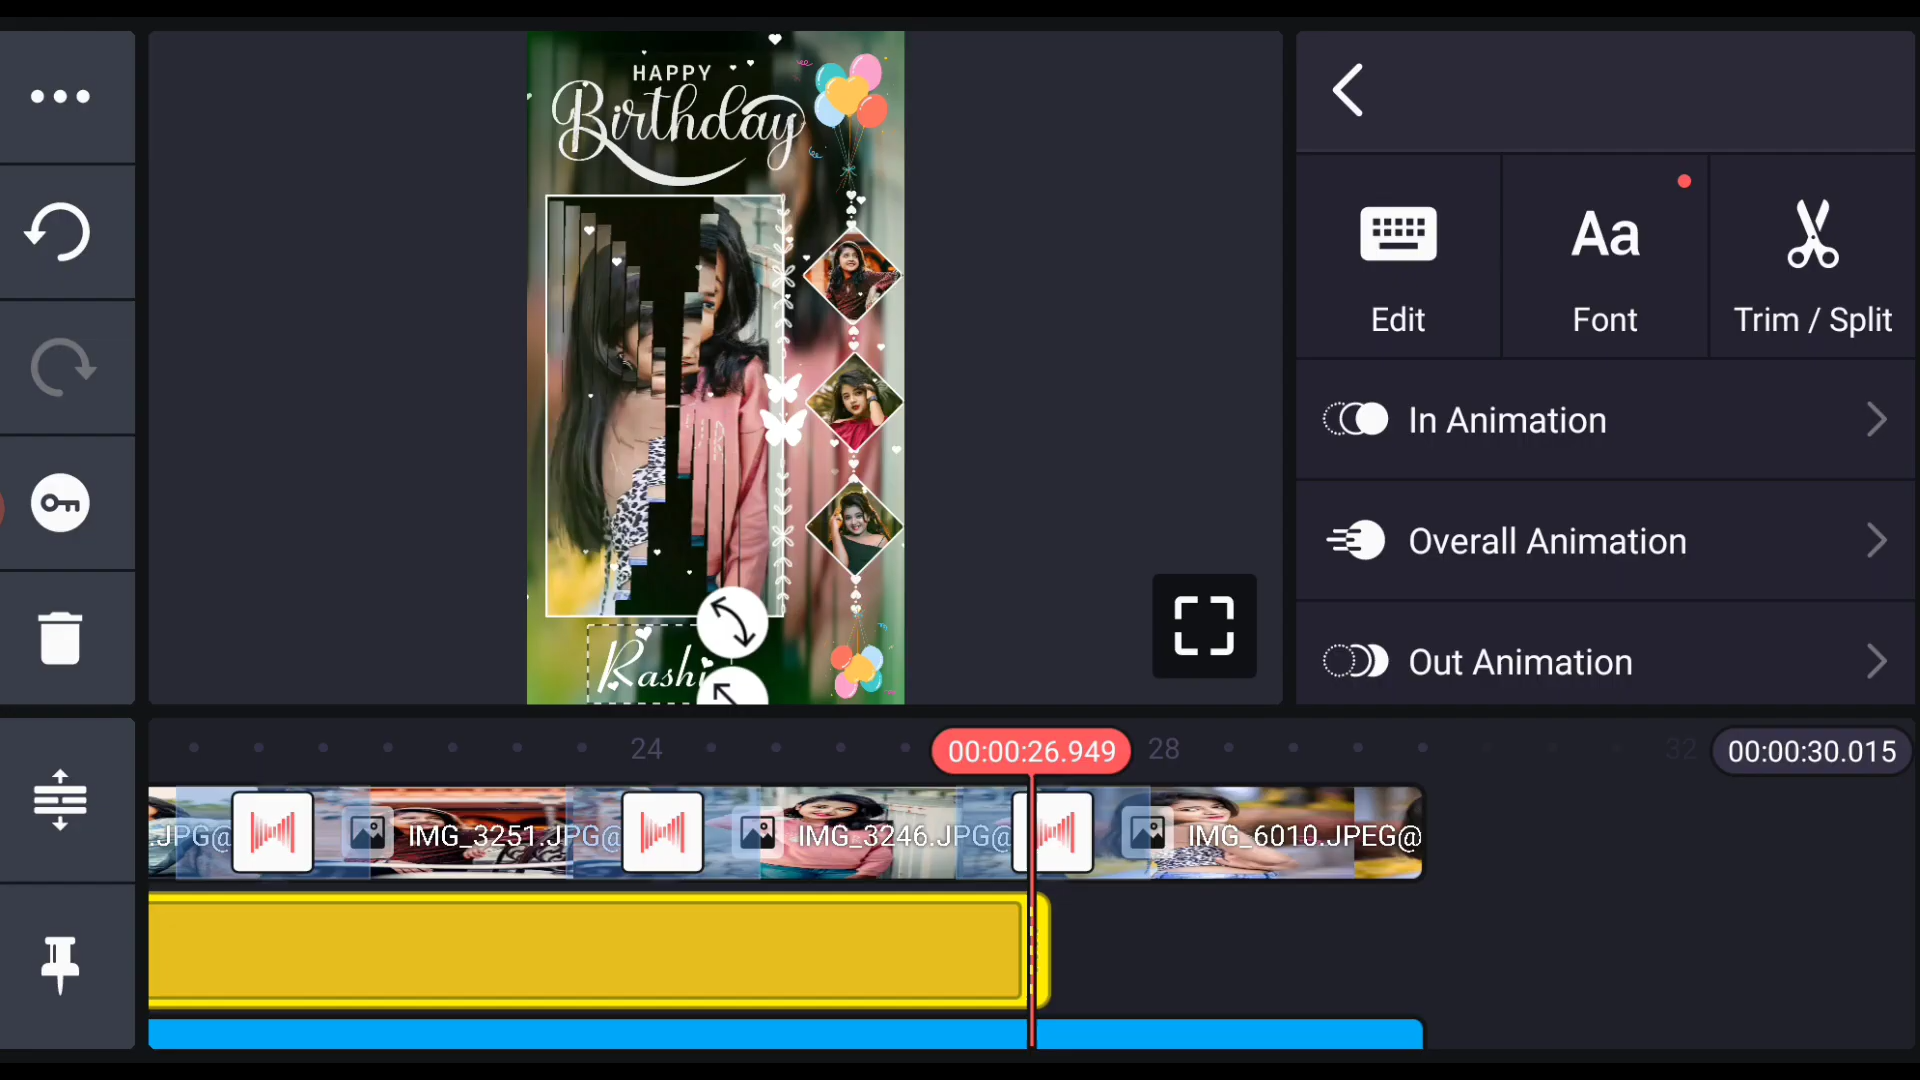 HAPPY
Birthday
Rashi
Edit
Aa
Font
Trim / Split
In Animation
Overall Animation
Out Animation
24
00:00:26.949
28
32
00:00:30.015
.JPG@
IMG_3251.JPG@
IMG_3246.JPG@
IMG_6010.JPEG@